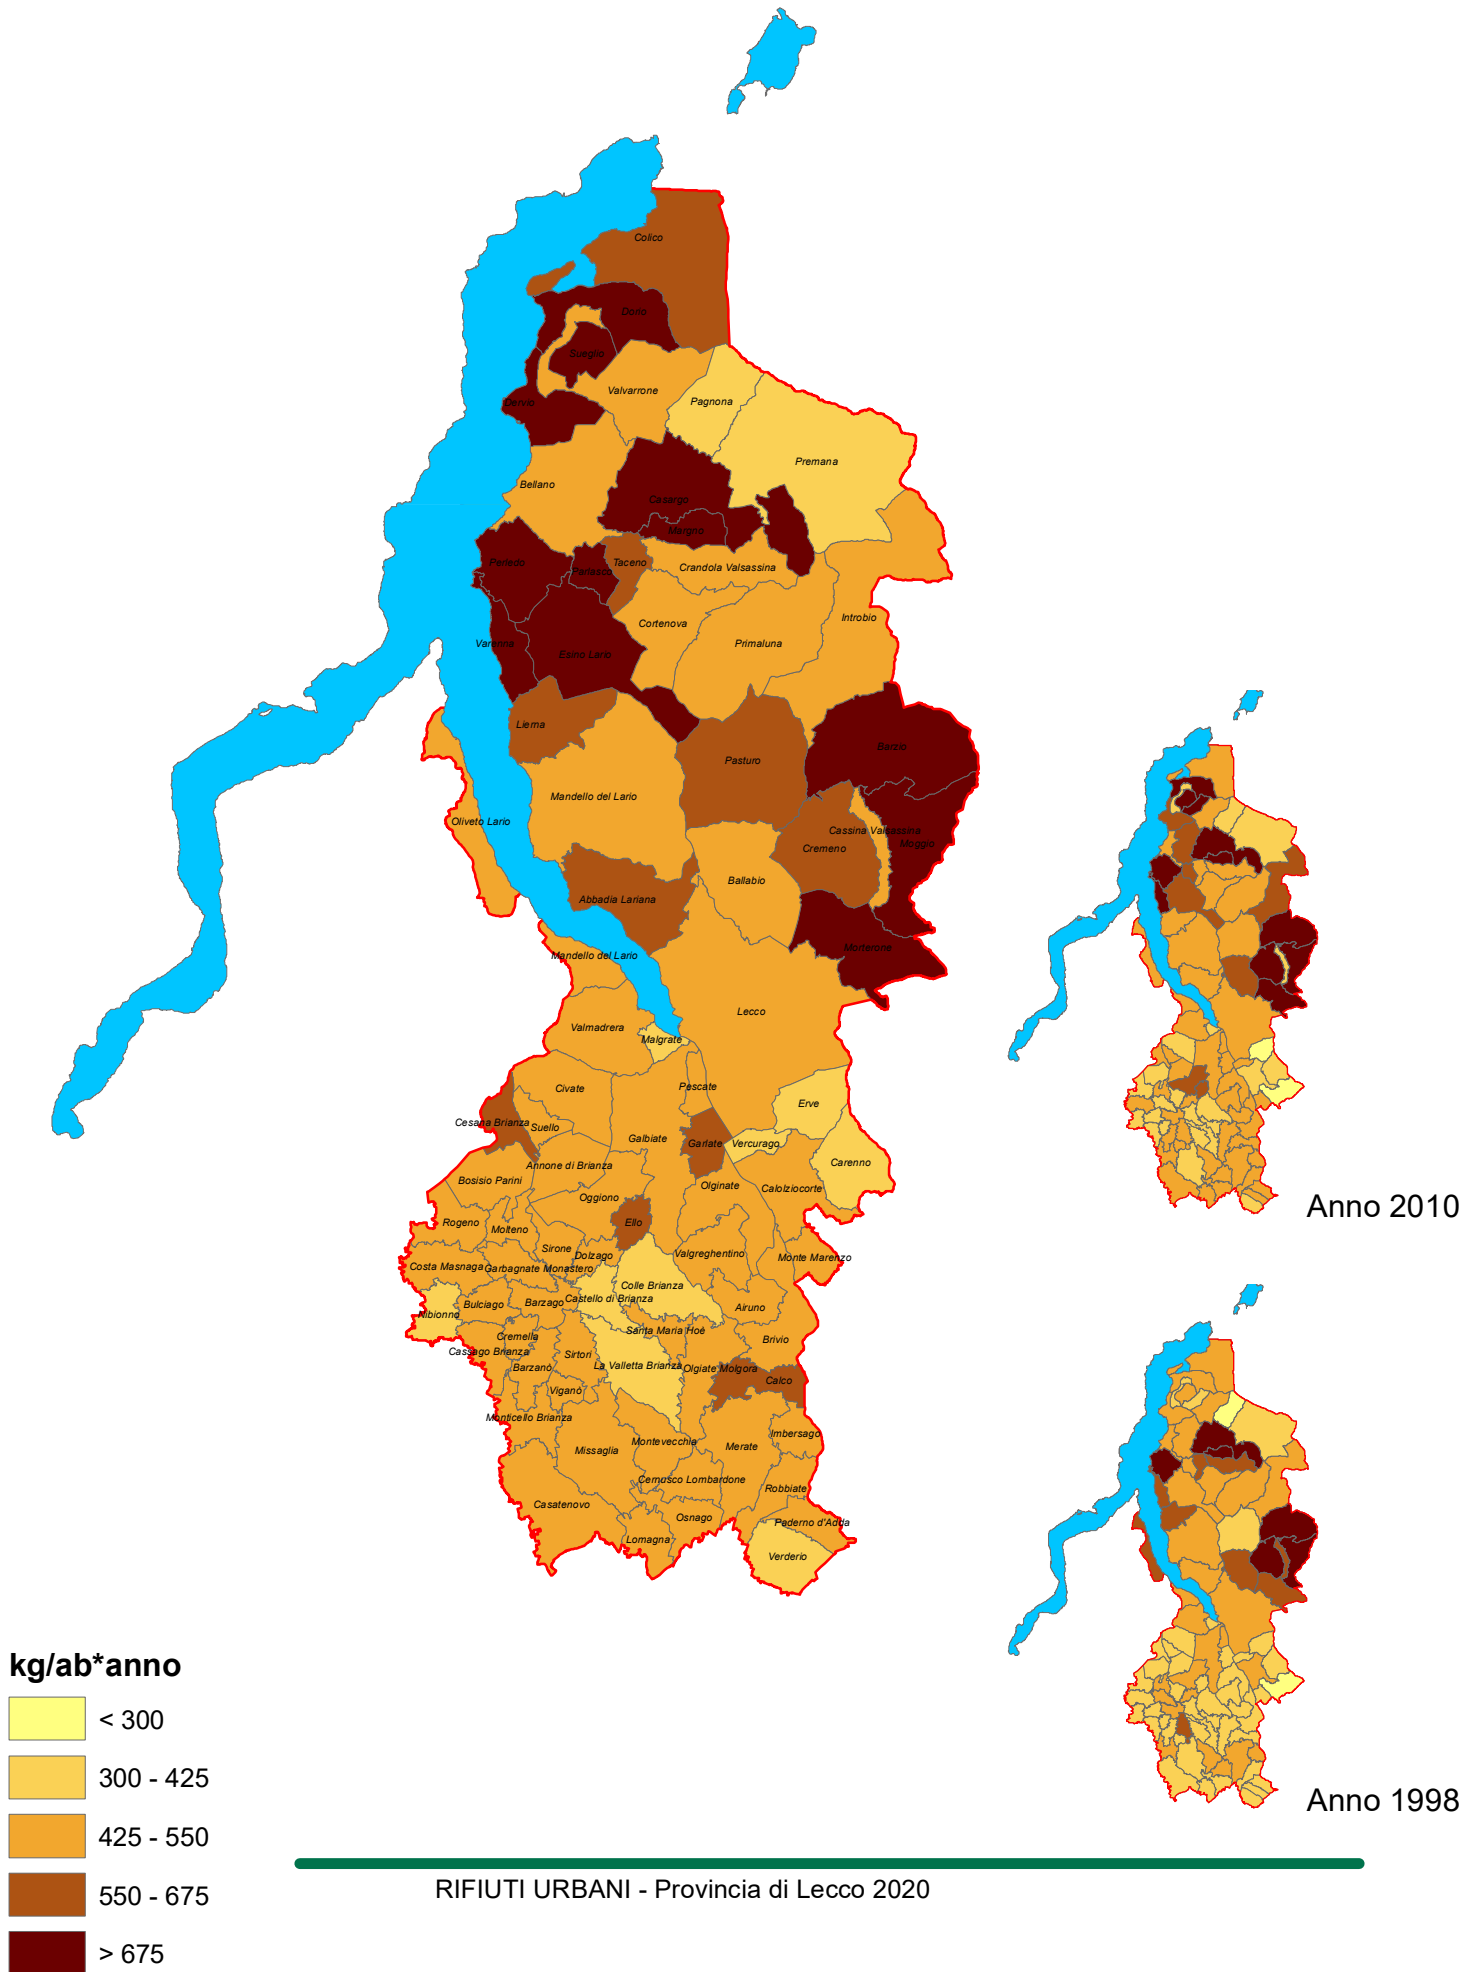 Colico
Dorio
Sueglio
Valvarrone
Dervio
Pagnona
Premana
Bellano
Casargo
Margno
Perledo
Parlasco
Taceno
Crandola Valsassina
Cortenova
Introbio
Varenna
Esino Lario
Primaluna
Lierna
Barzio
Pasturo
Mandello del Lario
Oliveto Lario
Cassina Valsassina
Moggio
Cremeno
Ballabio
Abbadia Lariana
Morterone
Mandello del Lario
Lecco
Valmadrera
Malgrate
Civate
Pescate
Erve
Cesana Brianza
Suello
Galbiate
Garlate
Vercurago
Carenno
Annone di Brianza
Bosisio Parini
Oggiono
Olginate
Calolziocorte
Rogeno
Molteno
Ello
Sirone
Dolzago
Valgreghentino
Monte Marenzo
Costa Masnaga
Garbagnate Monastero
Colle Brianza
Nibionno
Bulciago
Barzago
Castello di Brianza
Airuno
Cremella
Santa Maria Hoè
Brivio
Cassago Brianza
Barzanò
Sirtori
La Valletta Brianza
Olgiate Molgora
Calco
Viganò
Monticello Brianza
Missaglia
Montevecchia
Merate
Imbersago
Cernusco Lombardone
Robbiate
Casatenovo
Osnago
Paderno d'Adda
Lomagna
Verderio
Anno 2010
Anno 1998
kg/ab*anno
< 300
300 - 425
425 - 550
550 - 675
> 675
RIFIUTI URBANI - Provincia di Lecco 2020